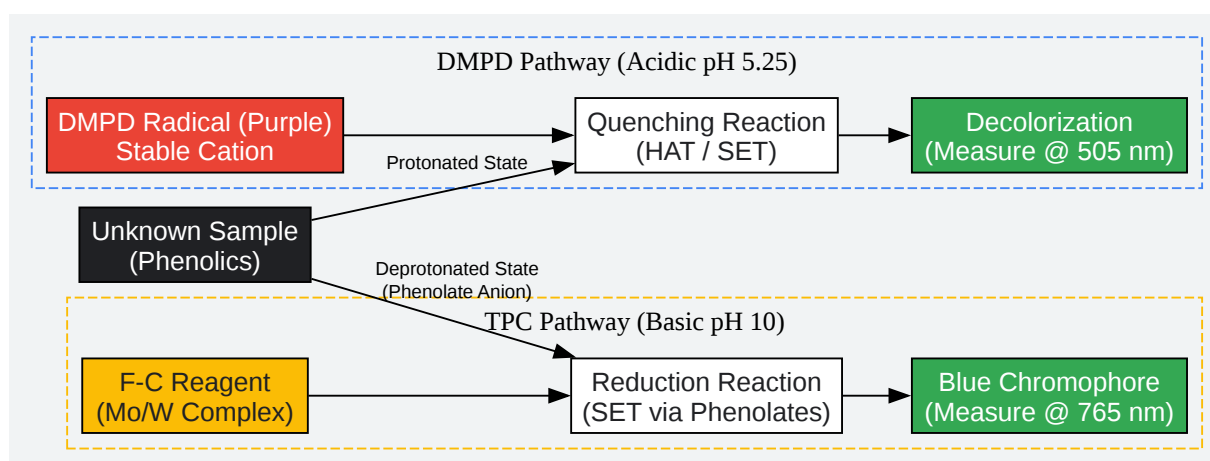 DMPD Pathway (Acidic pH 5.25)
DMPD Radical (Purple)
Stable Cation
Quenching Reaction
(HAT / SET)
Decolorization
(Measure @ 505 nm)
Protonated State
Unknown Sample
(Phenolics)
Deprotonated State
(Phenolate Anion)
TPC Pathway (Basic pH 10)
F-C Reagent
(Mo/W Complex)
Reduction Reaction
(SET via Phenolates)
Blue Chromophore
(Measure @ 765 nm)